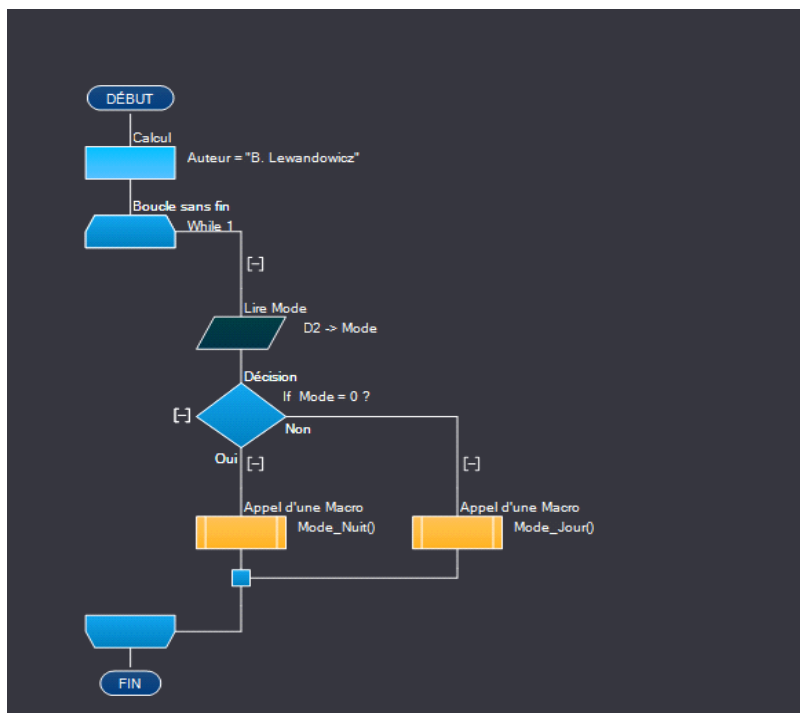 DÉBUT
Calcul
Auteur = "B. Lewandowicz"
Boucle sans fin
While 1
[–]
Lire Mode
D2 -> Mode
Décision
If Mode = 0 ?
[–]
Non
Oui
[–]
[–]
Appel d'une Macro
Mode_Nuit()
Appel d'une Macro
Mode_Jour()
FIN